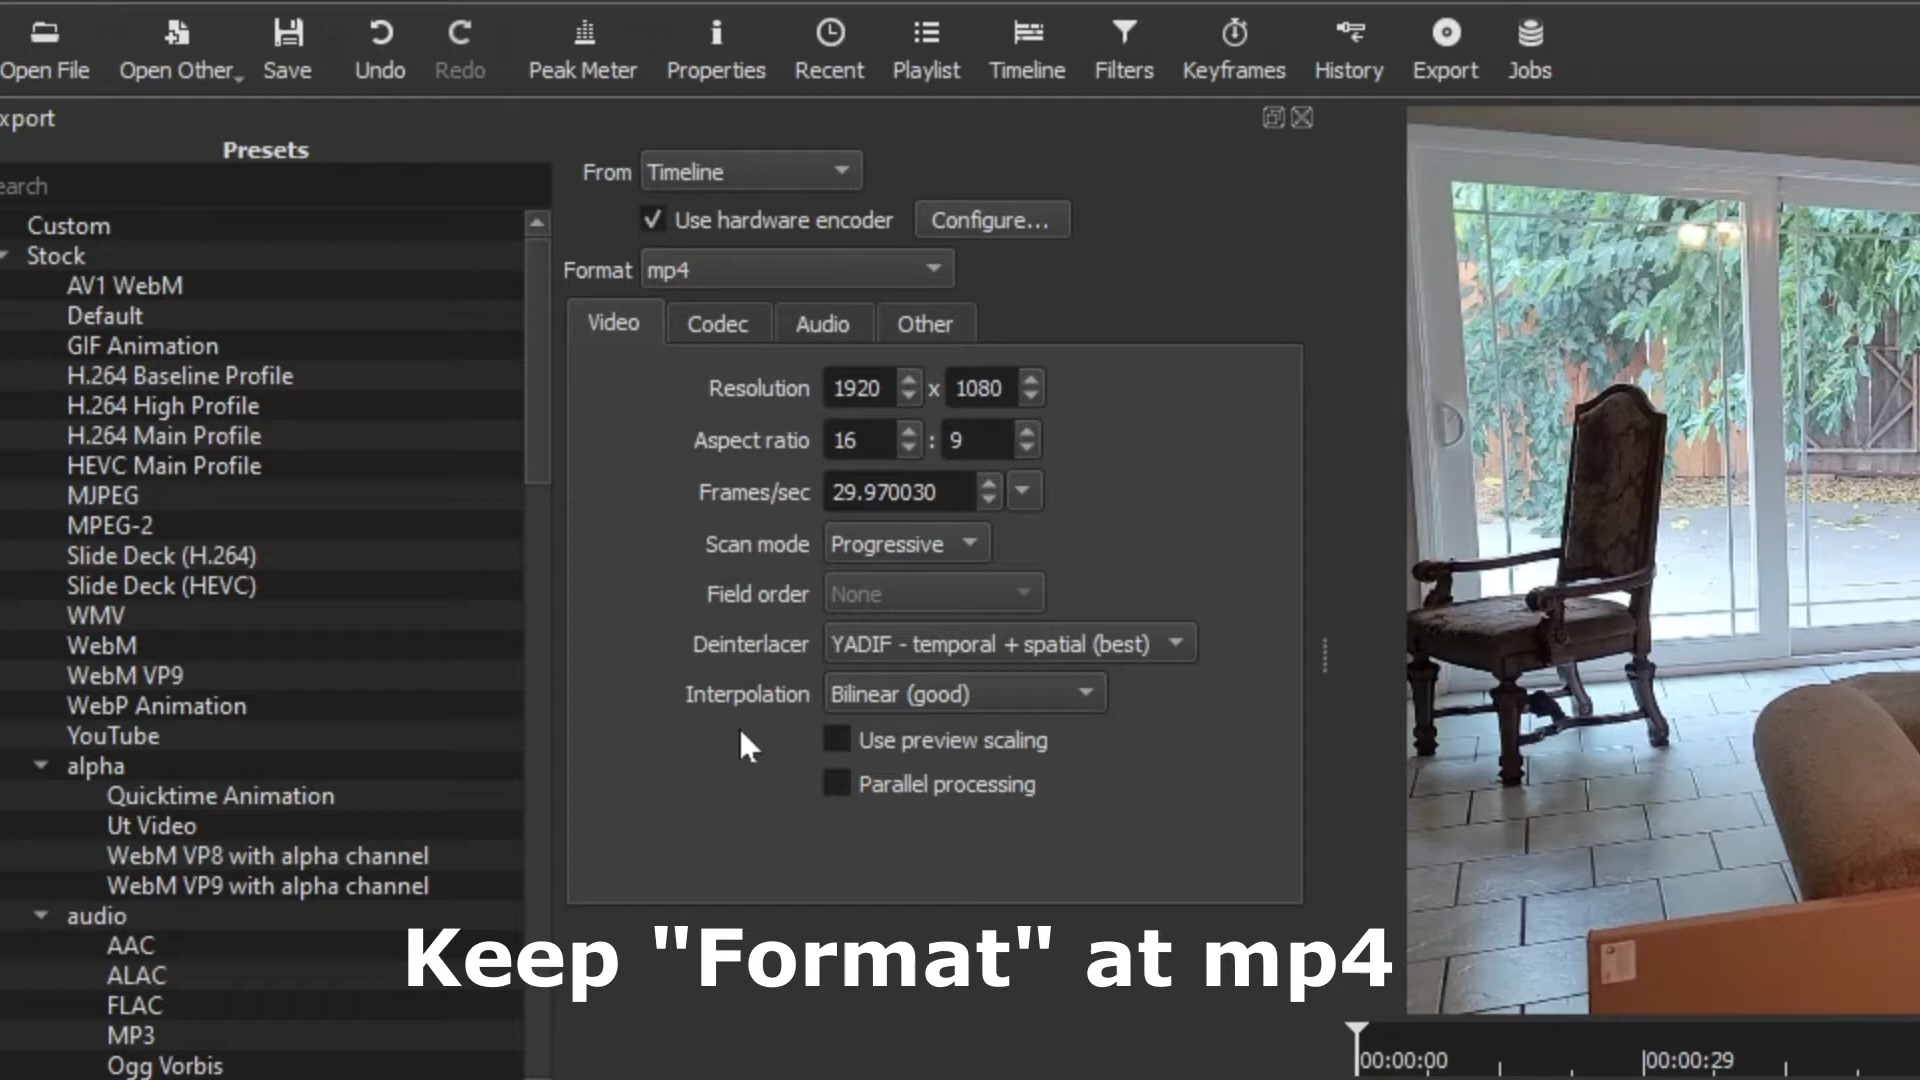 Open File
Open Other
Save
Undo
Redo
Peak Meter
Properties
Recent
Playlist
Timeline
Filters
Keyframes
History
Export
Jobs
xport
Presets
earch
Custom
Stock
AV1 WebM
Default
GIF Animation
H.264 Baseline Profile
H.264 High Profile
H.264 Main Profile
HEVC Main Profile
MJPEG
MPEG-2
Slide Deck (H.264)
Slide Deck (HEVC)
WMV
WebM
WebM VP9
WebP Animation
YouTube
alpha
Quicktime Animation
Ut Video
WebM VP8 with alpha channel
WebM VP9 with alpha channel
audio
AAC
ALAC
FLAC
MP3
Ogg Vorbis
From Timeline
Use hardware encoder Configure...
Format mp4
Video Codec Audio Other
Resolution 1920 x 1080
Aspect ratio 16 : 9
Frames/sec 29.970030
Scan mode Progressive
Field order None
Deinterlacer YADIF - temporal + spatial (best)
Interpolation Bilinear (good)
Use preview scaling
Parallel processing
Keep "Format" at mp4
00:00:00
00:00:29